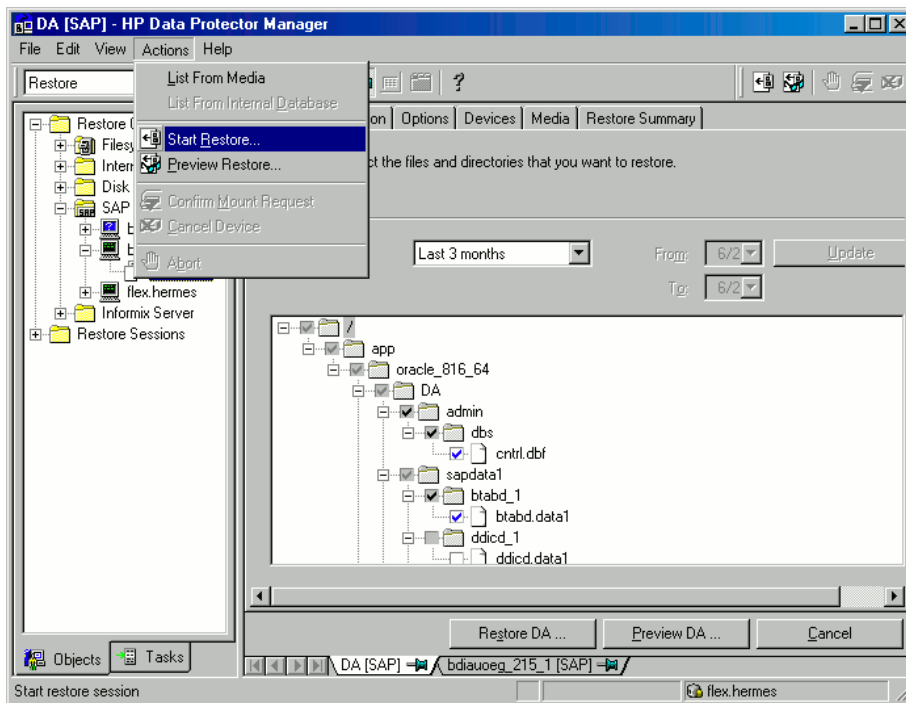 DA [SAP] - HP Data Protector Manager
File Edit View Actions Help
Restore
?
List From Media
List From Internal Database
Start Restore...
Preview Restore...
Confirm Mount Request
Cancel Device
Abort
Filesy
Intern
Disk
SAP
flex.hermes
Informix Server
Restore Sessions
Options Devices Media Restore Summary
the files and directories that you want to restore.
Last 3 months
From: 6/2
Update
To: 6/2
/
app
oracle_816_64
DA
admin
dbs
cntrl.dbf
sapdata1
btabd_1
btabd.data1
ddicd_1
ddicd.data1
Restore DA ...
Preview DA ...
Cancel
Objects
Tasks
DA [SAP]
bdiauoeg_215_1 [SAP]
Start restore session
flex.hermes